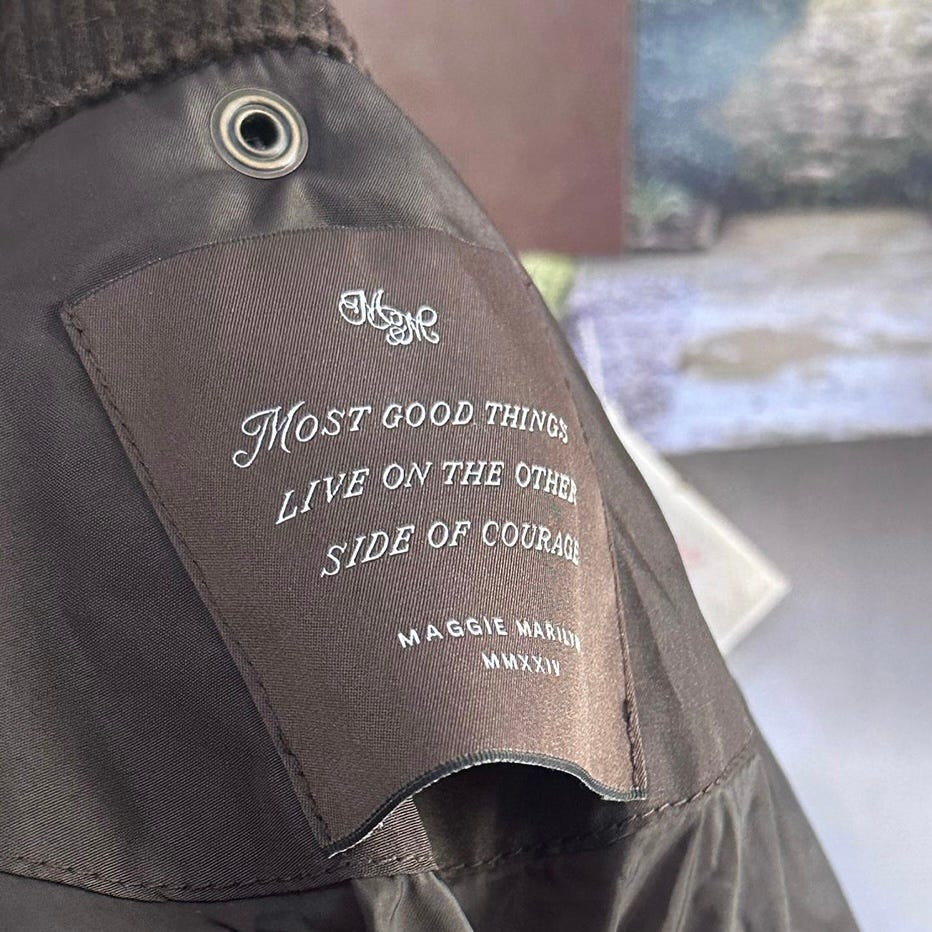 M&M
MOST GOOD THINGS
LIVE ON THE OTHER
SIDE OF COURAGE
MAGGIE MARILYN
MMXXIV